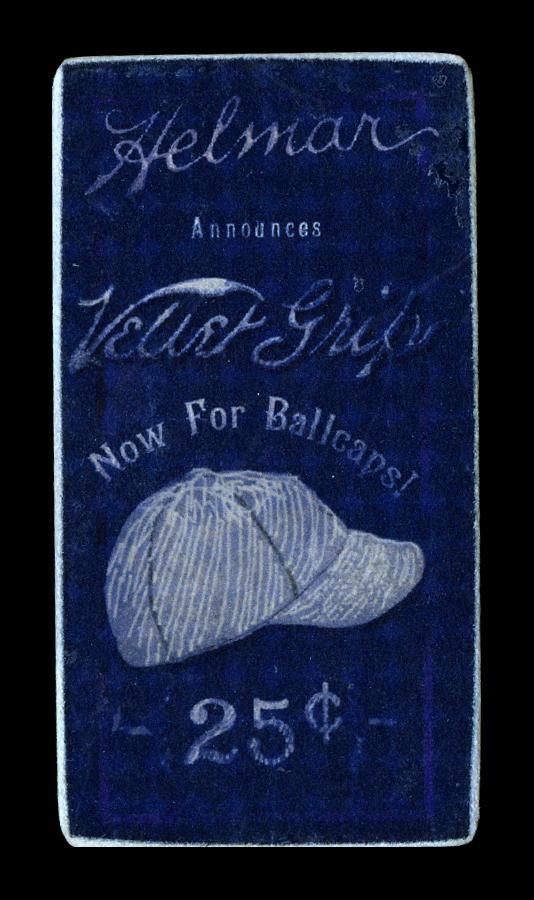 Helmar
Announces
Velvet Grip
Now For Ballcaps!
- 25¢ -